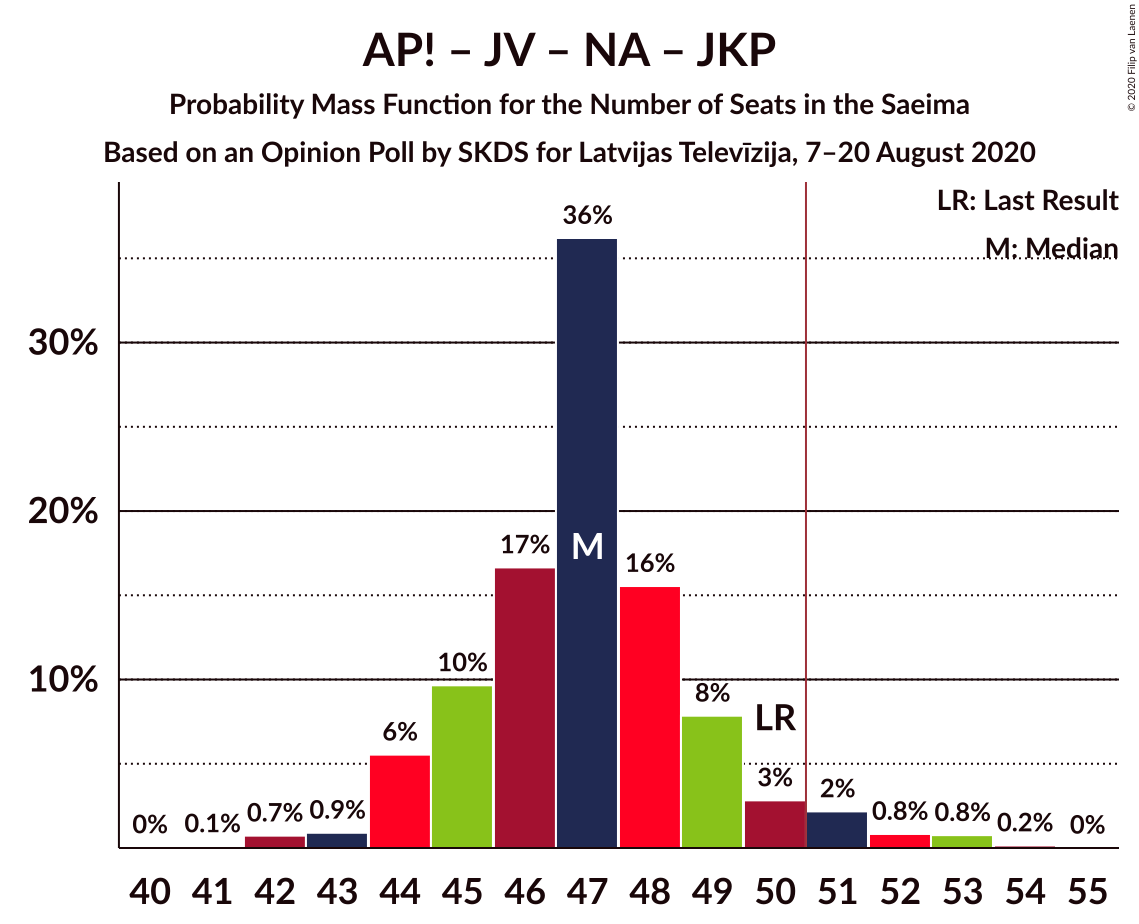 AP! – JV – NA – JKP
Probability Mass Function for the Number of Seats in the Saeima
Based on an Opinion Poll by SKDS for Latvijas Televīzija, 7–20 August 2020
© 2020 Filip van Laenen
LR: Last Result
M: Median
30%
20%
10%
0%
0.1%
0.7%
0.9%
6%
10%
17%
36%
M
16%
8%
LR
3%
2%
0.8%
0.8%
0.2%
0%
40 41 42 43 44 45 46 47 48 49 50 51 52 53 54 55